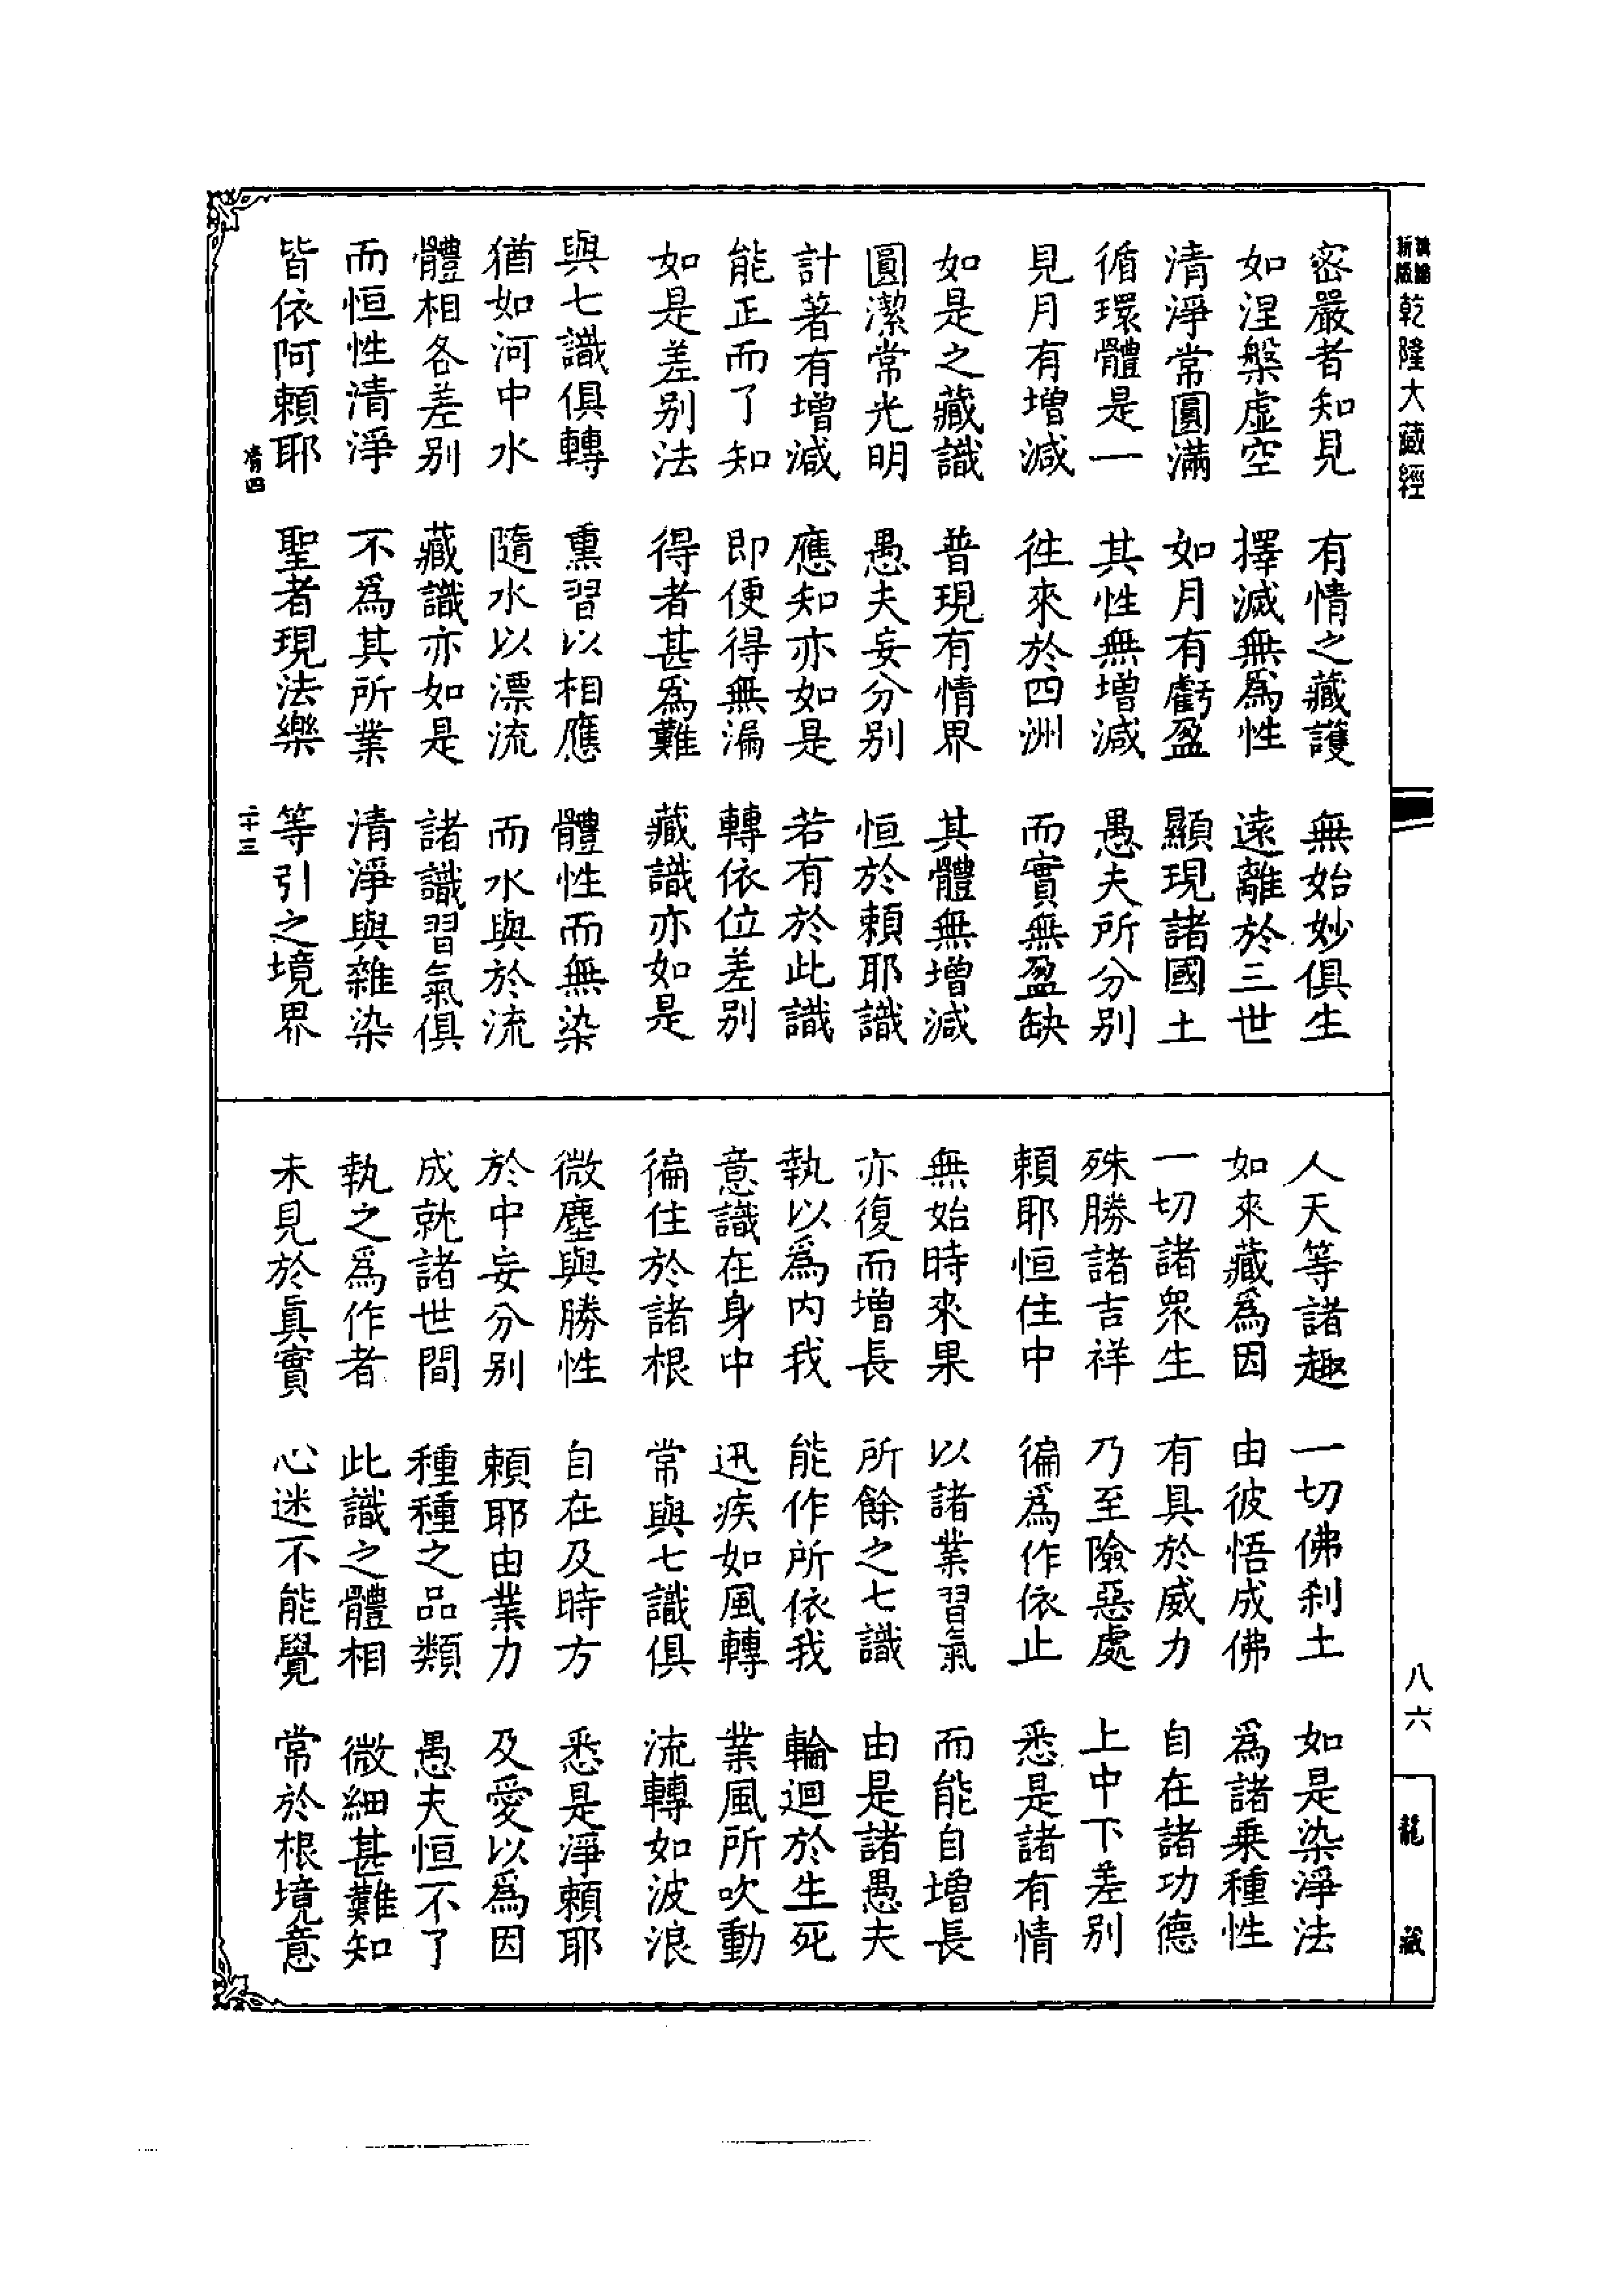 新編縮版乾隆大藏經
密嚴者知見　有情之藏護　無始妙俱生
如涅槃虛空　擇滅無為性　遠離於三世
清淨常圓滿　如月有虧盈　顯現諸國土
循環體是一　其性無增減　愚夫所分別
見月有增減　往來於四洲　而實無盈缺
如是之藏識　普現有情界　其體無增減
圓潔常光明　愚夫妄分別　恒於賴耶識
計著有增減　應知亦如是　若有於此識
能正而了知　即便得無漏　轉依位差別
如是差別法　得者甚為難　藏識亦如是
與七識俱轉　熏習以相應　體性而無染
猶如河中水　隨水以漂流　而水與於流
體相各差別　藏識亦如是　諸識習氣俱
而恒性清淨　不為其所業　清淨與雜染
皆依阿賴耶　聖者現法樂　等引之境界
情四　二十三
人天等諸趣　一切佛刹土　如是染淨法
如來藏為因　由彼悟成佛　為諸乘種性
一切諸眾生　有具於威力　自在諸功德
殊勝諸吉祥　乃至險惡處　上中下差別
賴耶恒住中　徧為作依止　悉是諸有情
無始時來果　以諸業習氣　而能自增長
亦復而增長　所餘之七識　由是諸愚夫
執以為內我　能作所依我　輪迴於生死
意識在身中　迅疾如風轉　業風所吹動
徧住於諸根　常與七識俱　流轉如波浪
微塵與勝性　自在及時方　悉是淨賴耶
於中妄分別　賴耶由業力　及愛以為因
成就諸世間　種種之品類　愚夫恒不了
執之為作者　此識之體相　微細甚難知
未見於真實　心迷不能覺　常於根境意
八六
龍藏